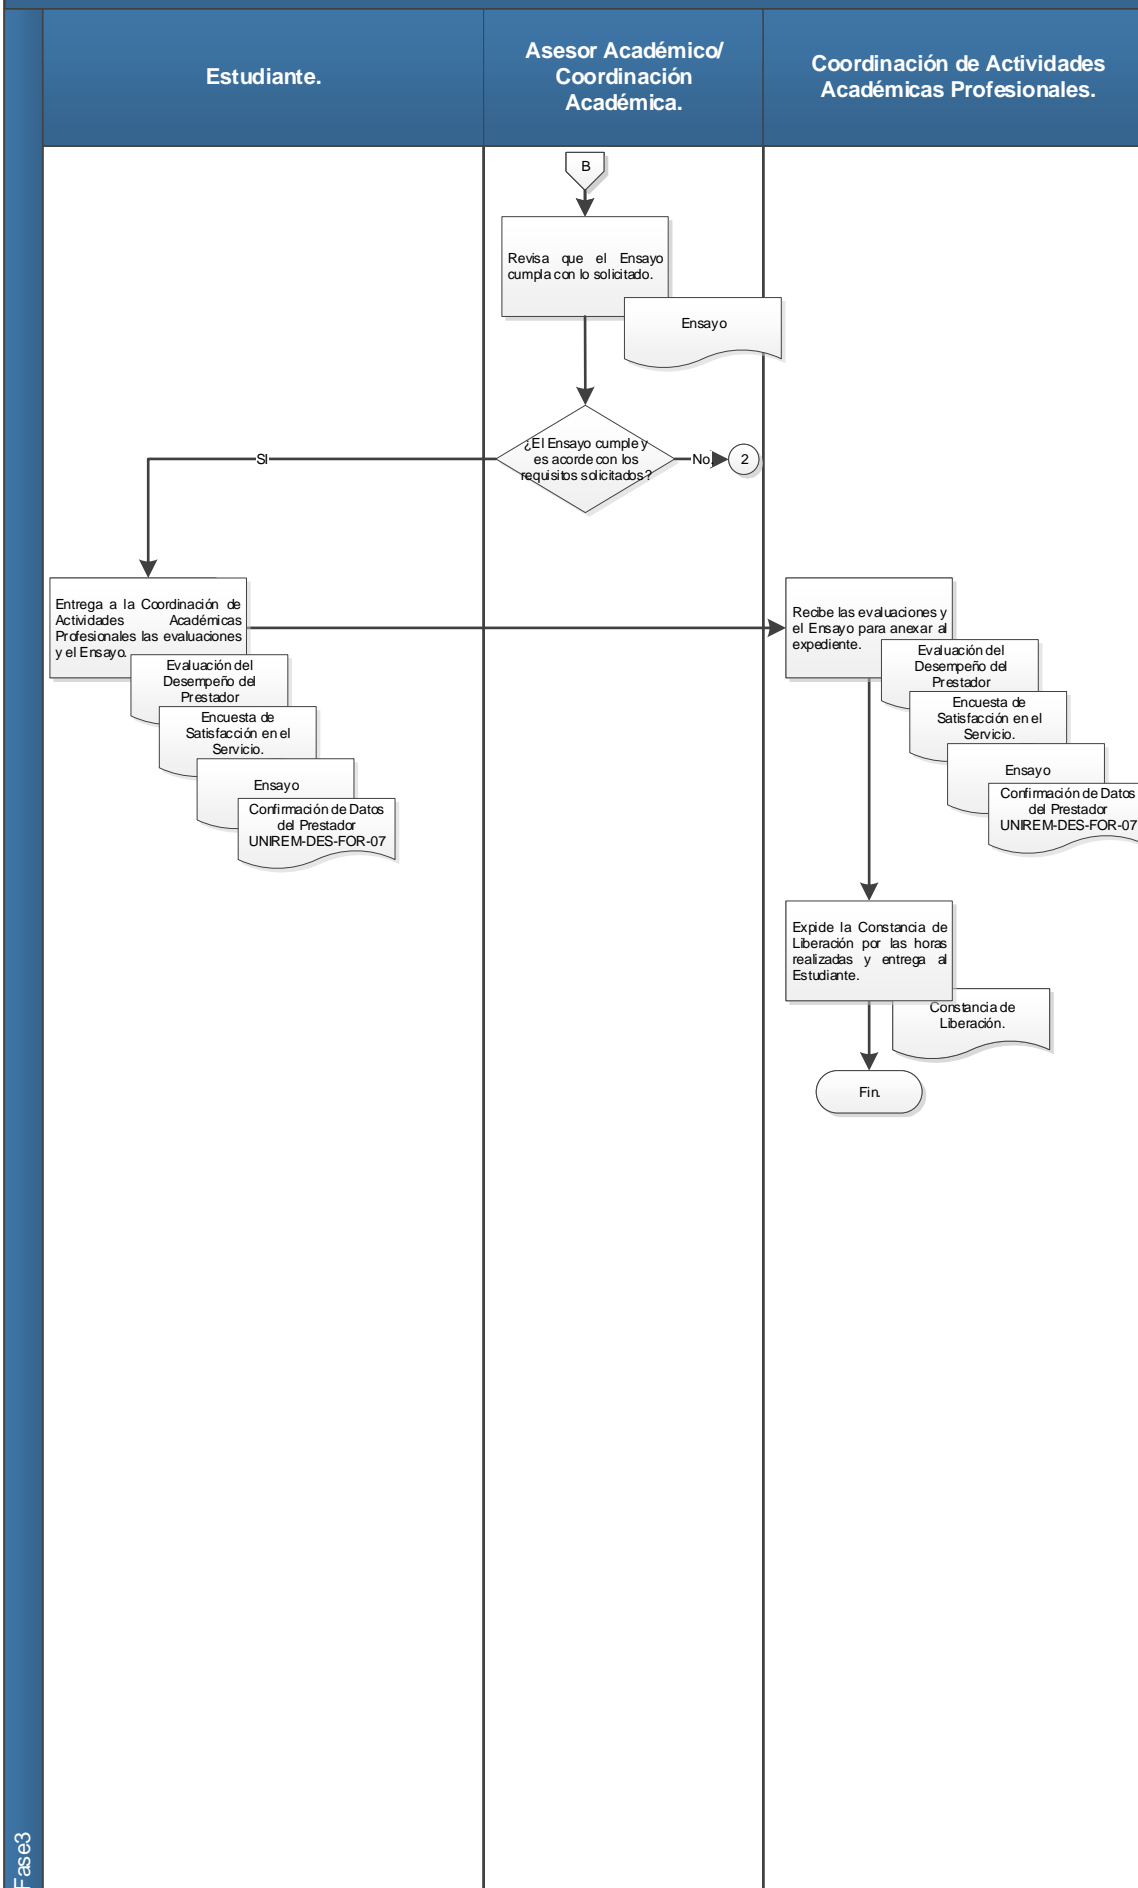 Estudiante.
Asesor Académico/
Coordinación
Académica.
Coordinación de Actividades
Académicas Profesionales.
B
Revisa que el Ensayo
cumpla con lo solicitado.
Ensayo
¿El Ensayo cumple y
es acorde con los
requisitos solicitados?
SI
No.
2
Entrega a la Coordinación de
Actividades Académicas
Profesionales las evaluaciones
y el Ensayo.
Evaluación del
Desempeño del
Prestador
Encuesta de
Satisfacción en el
Servicio.
Ensayo
Confirmación de Datos
del Prestador
UNIREM-DES-FOR-07
Recibe las evaluaciones y
el Ensayo para anexar al
expediente.
Evaluación del
Desempeño del
Prestador
Encuesta de
Satisfacción en el
Servicio.
Ensayo
Confirmación de Datos
del Prestador
UNIREM-DES-FOR-07
Expide la Constancia de
Liberación por las horas
realizadas y entrega al
Estudiante.
Constancia de
Liberación.
Fin.
Fase3